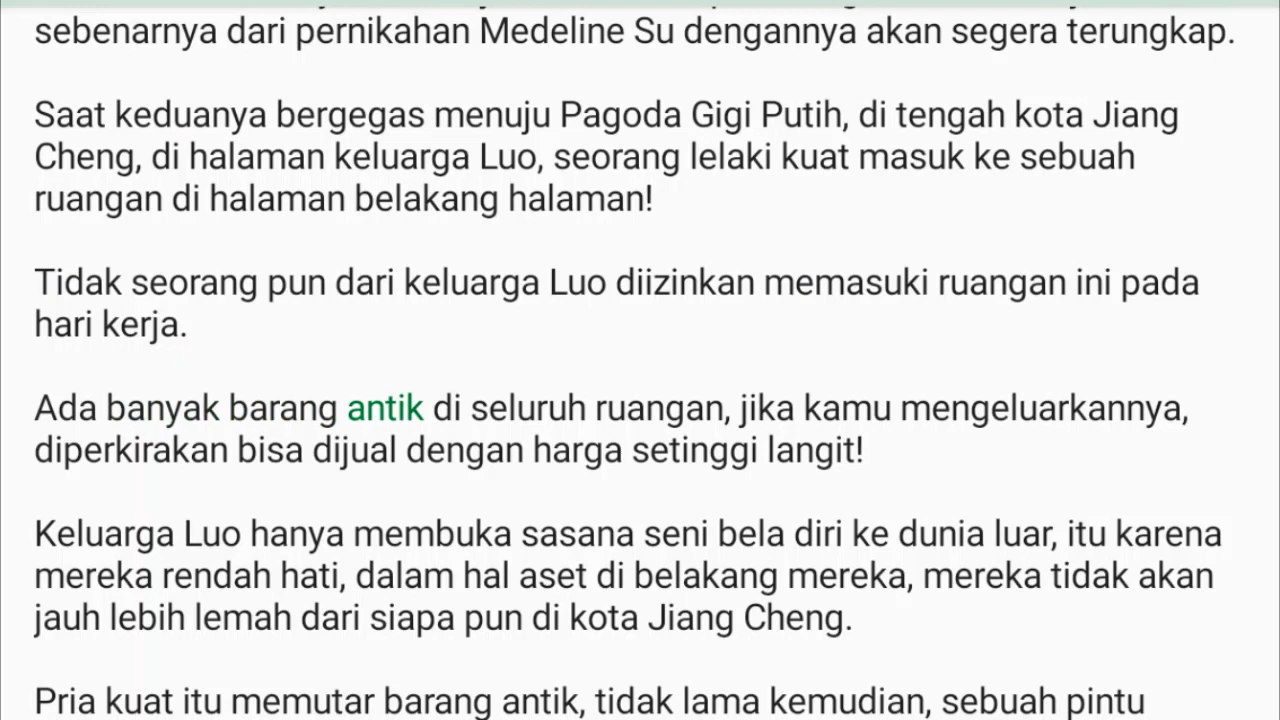 sebenarnya dari pernikahan Medeline Su dengannya akan segera terungkap.
Saat keduanya bergegas menuju Pagoda Gigi Putih, di tengah kota Jiang
Cheng, di halaman keluarga Luo, seorang lelaki kuat masuk ke sebuah
ruangan di halaman belakang halaman!
Tidak seorang pun dari keluarga Luo diizinkan memasuki ruangan ini pada
hari kerja.
Ada banyak barang antik di seluruh ruangan, jika kamu mengeluarkannya,
diperkirakan bisa dijual dengan harga setinggi langit!
Keluarga Luo hanya membuka sasana seni bela diri ke dunia luar, itu karena
mereka rendah hati, dalam hal aset di belakang mereka, mereka tidak akan
jauh lebih lemah dari siapa pun di kota Jiang Cheng.
Pria kuat itu memutar barang antik, tidak lama kemudian, sebuah pintu